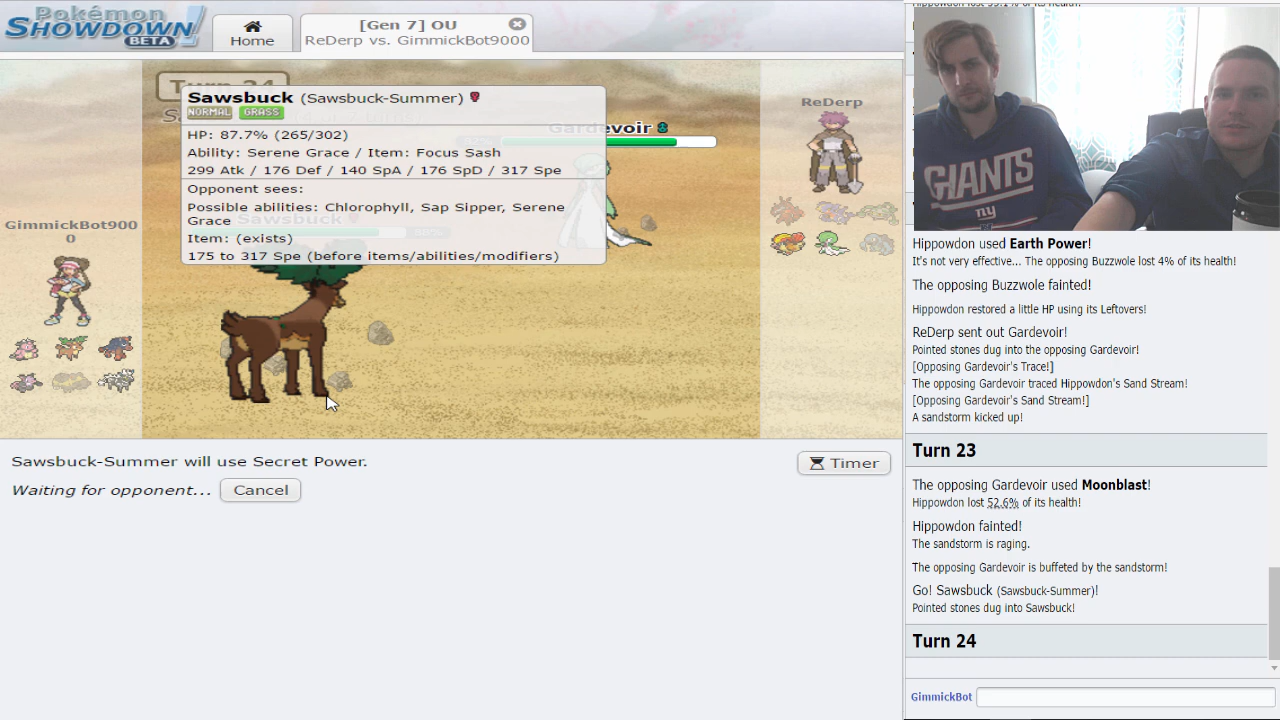 Pokémon
SHOWDOWN!
BETA
Home
[Gen 7] OU
ReDerp vs. GimmickBot9000
Turn 24
Sawsbuck (Sawsbuck-Summer)
NORMAL GRASS
HP: 87.7% (265/302)
Ability: Serene Grace / Item: Focus Sash
299 Atk / 176 Def / 140 SpA / 176 SpD / 317 Spe
Opponent sees:
Possible abilities: Chlorophyll, Sap Sipper, Serene
Grace
Item: (exists)
175 to 317 Spe (before items/abilities/modifiers)
Gardevoir
Sawsbuck
GimmickBot900
0
ReDerp
Sawsbuck-Summer will use Secret Power.
Waiting for opponent... Cancel
Timer
Hippowdon used Earth Power!
It's not very effective... The opposing Buzzwole lost 4% of its health!
The opposing Buzzwole fainted!
Hippowdon restored a little HP using its Leftovers!
ReDerp sent out Gardevoir!
Pointed stones dug into the opposing Gardevoir!
[Opposing Gardevoir's Trace!]
The opposing Gardevoir traced Hippowdon's Sand Stream!
[Opposing Gardevoir's Sand Stream!]
A sandstorm kicked up!
Turn 23
The opposing Gardevoir used Moonblast!
Hippowdon lost 52.6% of its health!
Hippowdon fainted!
The sandstorm is raging.
The opposing Gardevoir is buffeted by the sandstorm!
Go! Sawsbuck (Sawsbuck-Summer)!
Pointed stones dug into Sawsbuck!
Turn 24
GimmickBot
GIANTS
ny